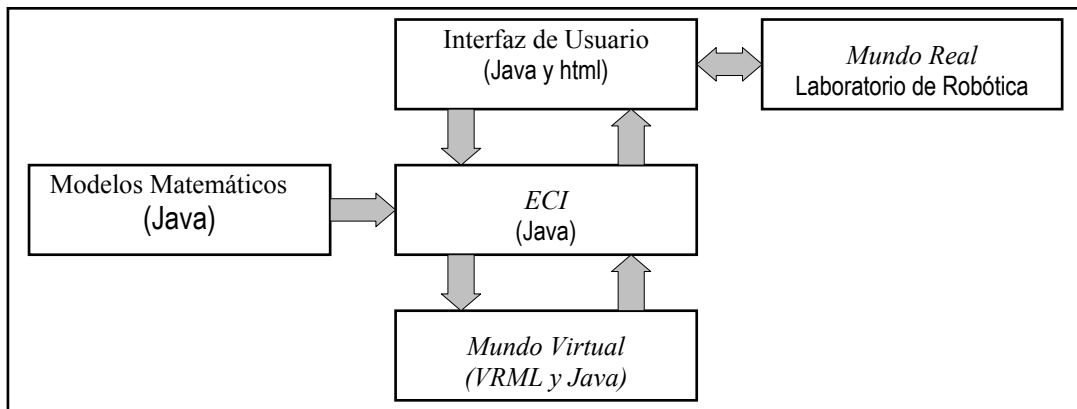 Interfaz de Usuario
(Java y html)
Mundo Real
Laboratorio de Robótica
Modelos Matemáticos
(Java)
ECI
(Java)
Mundo Virtual
(VRML y Java)